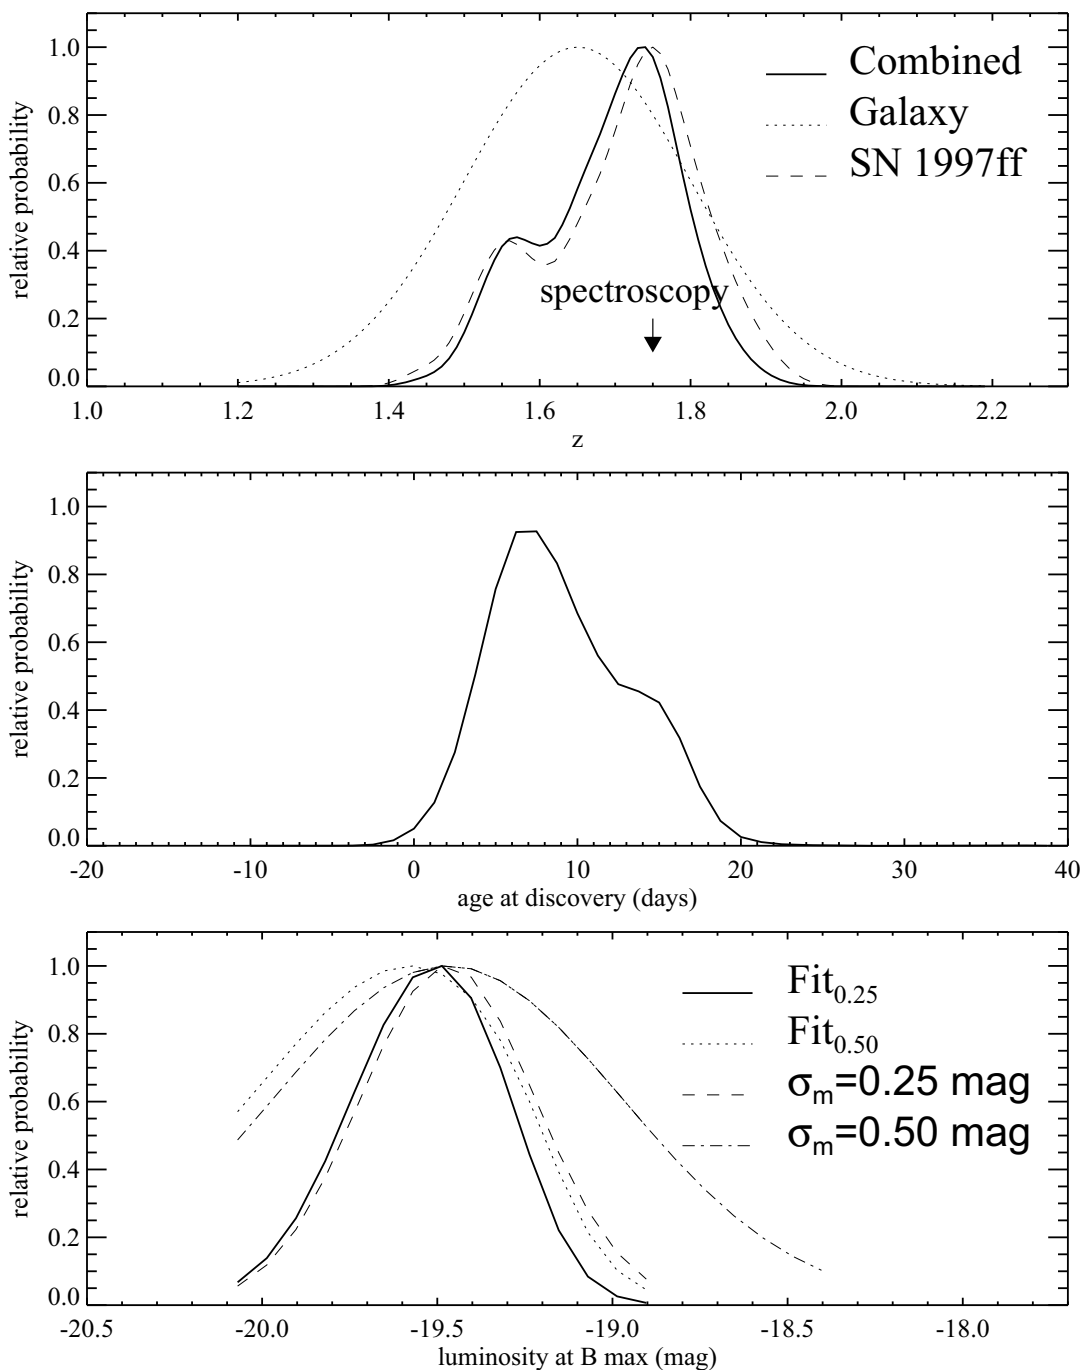 1.0
0.8
0.6
0.4
0.2
0.0
relative probability
Combined
Galaxy
SN 1997ff
spectroscopy
1.0 1.2 1.4 1.6 1.8 2.0 2.2
z
1.0
0.8
0.6
0.4
0.2
0.0
relative probability
-20 -10 0 10 20 30 40
age at discovery (days)
1.0
0.8
0.6
0.4
0.2
0.0
relative probability
Fit0.25
Fit0.50
σm=0.25 mag
σm=0.50 mag
-20.5 -20.0 -19.5 -19.0 -18.5 -18.0
luminosity at B max (mag)